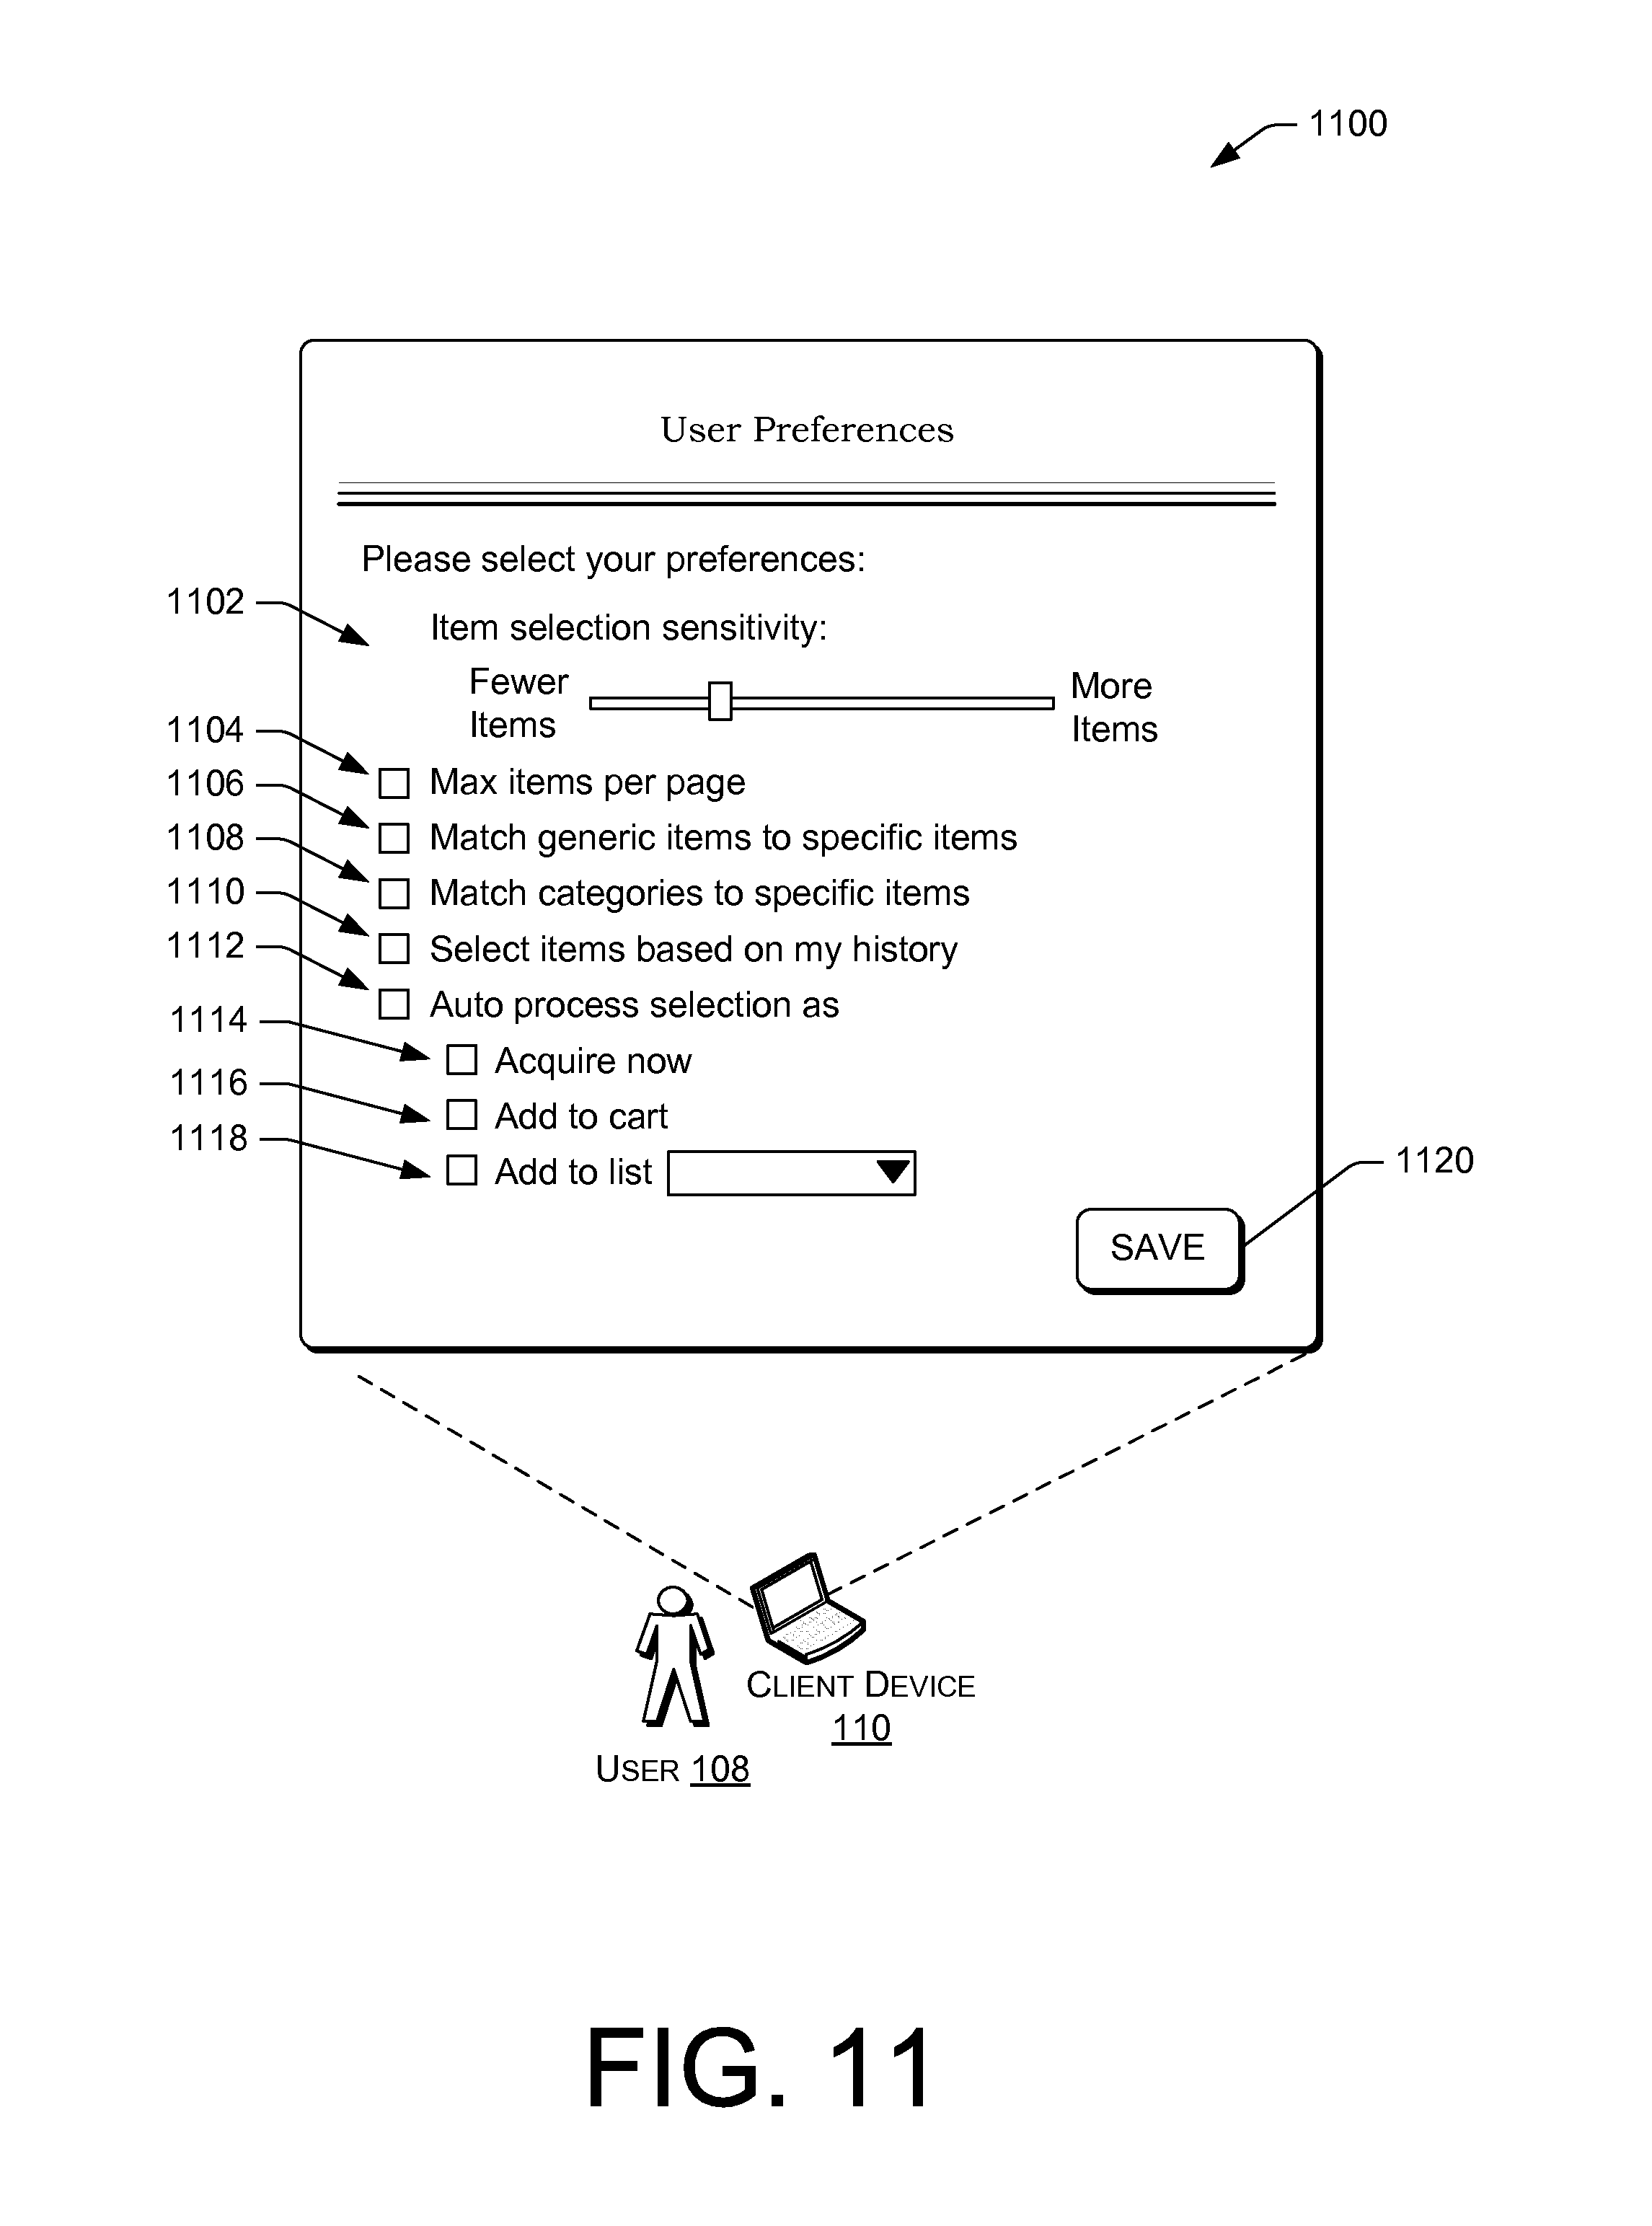 1100
User Preferences
Please select your preferences:
1102
Item selection sensitivity:
Fewer
Items
More
Items
1104
Max items per page
1106
Match generic items to specific items
1108
Match categories to specific items
1110
Select items based on my history
1112
Auto process selection as
1114
Acquire now
1116
Add to cart
1118
Add to list
1120
SAVE
CLIENT DEVICE
110
USER 108
FIG. 11